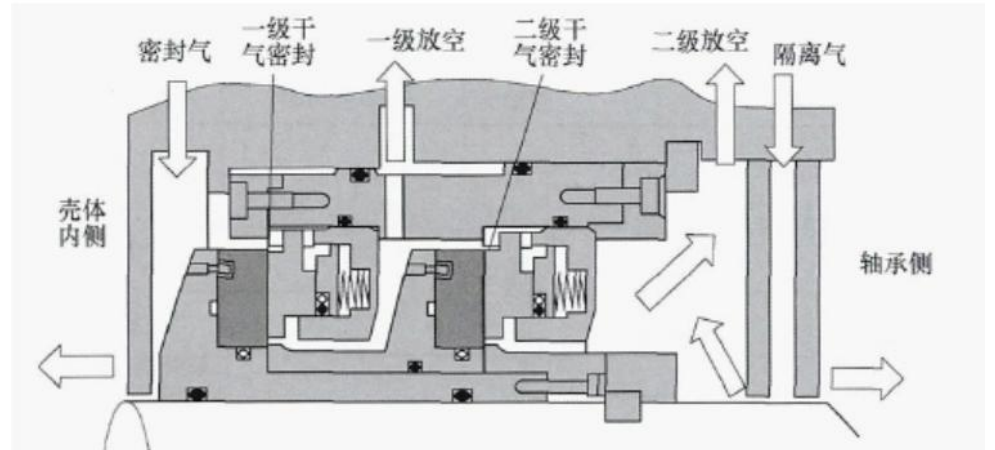 密封气
一级干
气密封
一级放空
二级干
气密封
二级放空
隔离气
壳体
内侧
轴承侧